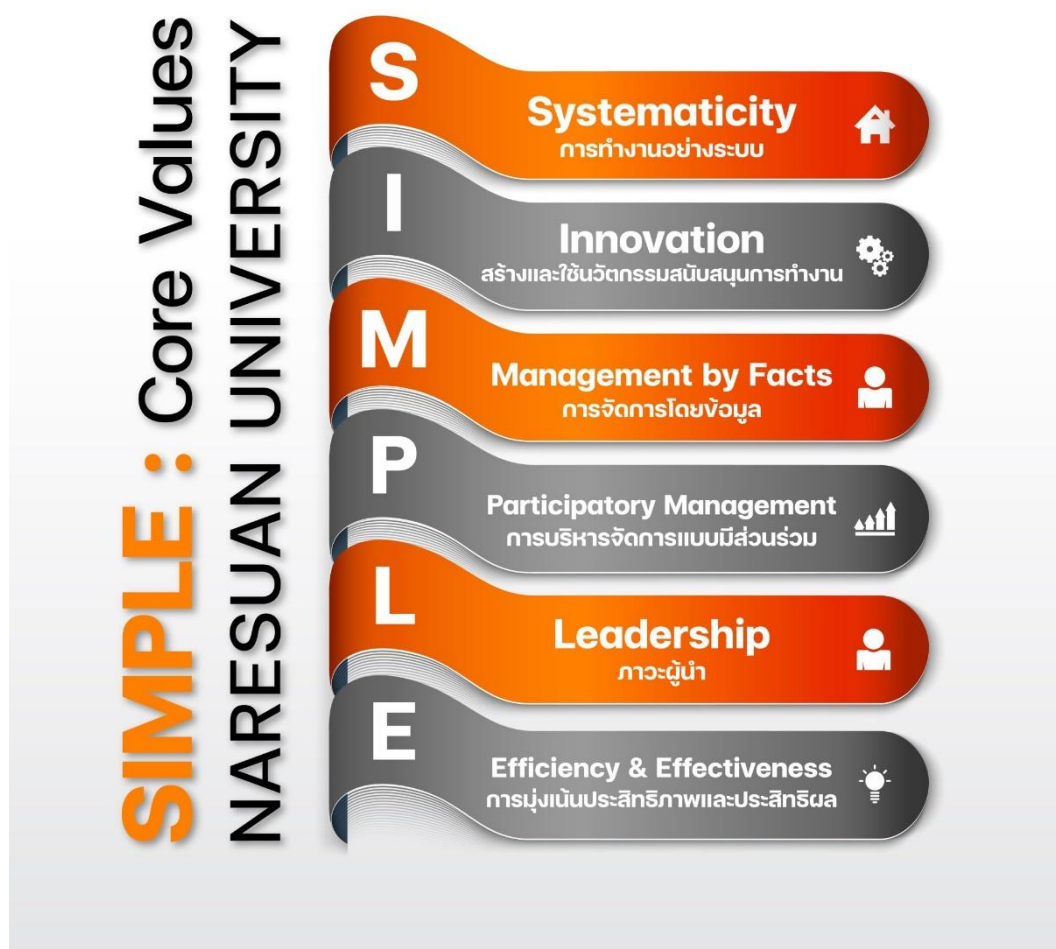 SIMPLE : Core Values
NARESUAN UNIVERSITY
S
Systematicity
การทำงานอย่างระบบ
I
Innovation
สร้างและใช้นวัตกรรมสนับสนุนการทำงาน
M
Management by Facts
การจัดการโดยข้อมูล
P
Participatory Management
การบริหารจัดการแบบมีส่วนร่วม
L
Leadership
ภาวะผู้นำ
E
Efficiency & Effectiveness
การมุ่งเน้นประสิทธิภาพและประสิทธิผล